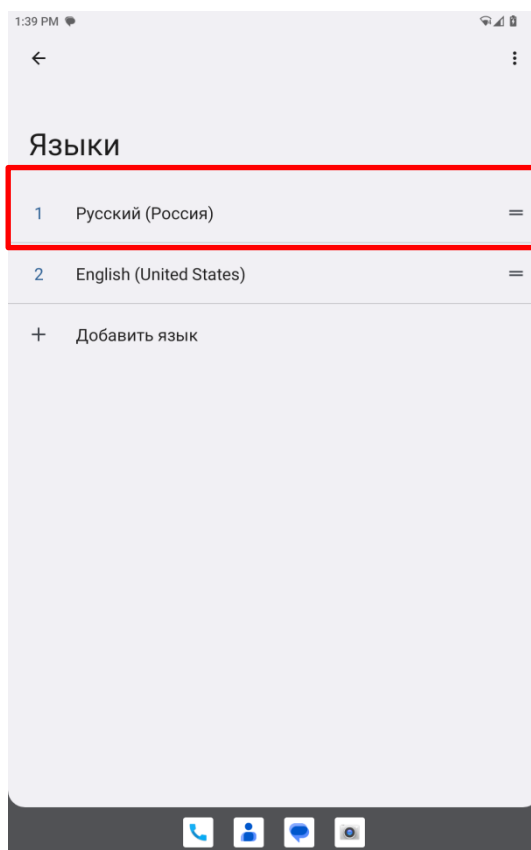 1:39 PM
Языки
1 Русский (Россия)
2 English (United States)
+ Добавить язык